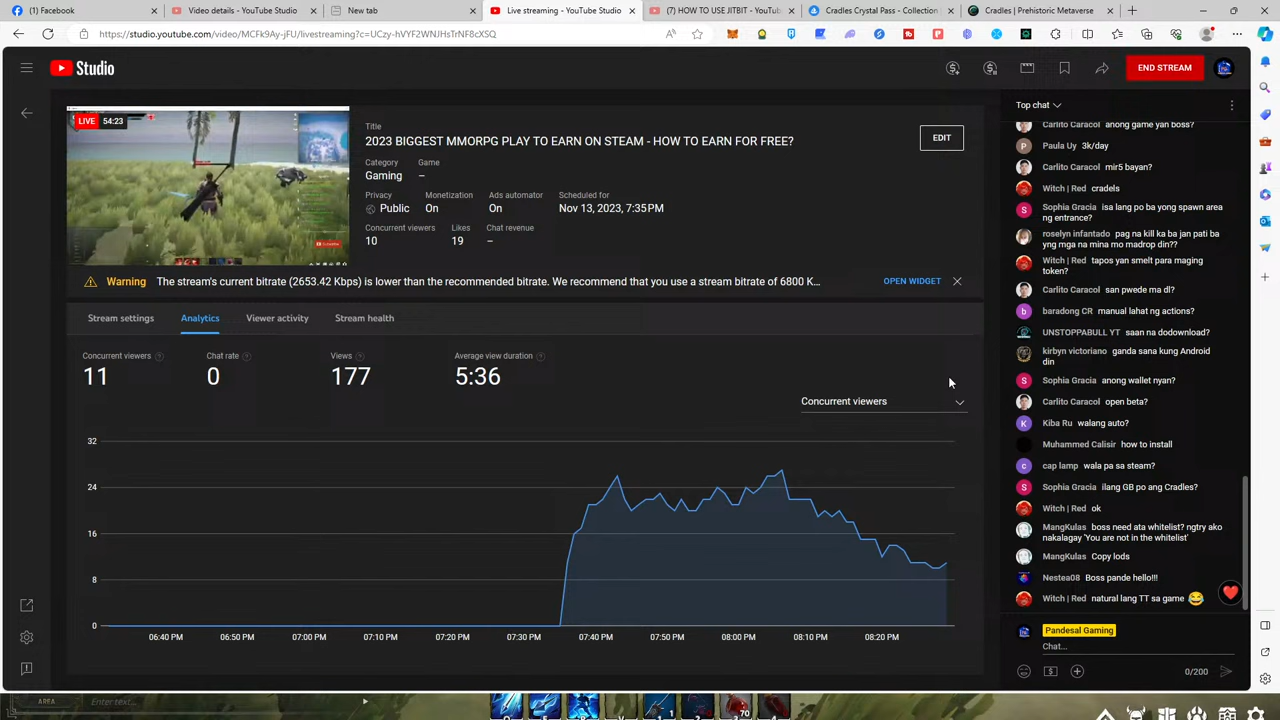 (1) Facebook
Video details - YouTube Studio
New tab
Live streaming - YouTube Studio
(7) HOW TO USE JITBIT - YouTu
Cradles Crystal Pass - Collection
Cradles | Prehistoric Metaverse
https://studio.youtube.com/video/MCFk9Ay-jFU/livestreaming?c=UCzy-hVYF2WNJHsTrNF8cXSQ
Studio
END STREAM
LIVE 54:23
Title
2023 BIGGEST MMORPG PLAY TO EARN ON STEAM - HOW TO EARN FOR FREE?
EDIT
Category Game
Gaming –
Privacy Monetization Ads automator Scheduled for
Public On On Nov 13, 2023, 7:35 PM
Concurrent viewers Likes Chat revenue
10 19 –
Warning The stream's current bitrate (2653.42 Kbps) is lower than the recommended bitrate. We recommend that you use a stream bitrate of 6800 K...
OPEN WIDGET
Stream settings Analytics Viewer activity Stream health
Concurrent viewers Chat rate Views Average view duration
11 0 177 5:36
Concurrent viewers
32
24
16
8
0
06:40 PM 06:50 PM 07:00 PM 07:10 PM 07:20 PM 07:30 PM 07:40 PM 07:50 PM 08:00 PM 08:10 PM 08:20 PM
Top chat
Carlito Caracol anong game yan boss?
P
Paula Uy 3k/day
Carlito Caracol mir5 bayan?
Witch | Red cradels
S
Sophia Gracia isa lang po ba yong spawn area
ng entrance?
roselyn infantado pag na kill ka ba jan pati ba
yng mga na mina mo madrop din??
Witch | Red tapos yan smelt para maging
token?
Carlito Caracol san pwede ma dl?
b
baradong CR manual lahat ng actions?
UNSTOPPABULL YT saan na dodownload?
kirbyn victoriano ganda sana kung Android
din
S
Sophia Gracia anong wallet nyan?
Carlito Caracol open beta?
K
Kiba Ru walang auto?
Muhammed Calisir how to install
c
cap lamp wala pa sa steam?
S
Sophia Gracia ilang GB po ang Cradles?
Witch | Red ok
MangKulas boss need ata whitelist? ngtry ako
nakalagay 'You are not in the whitelist'
MangKulas Copy lods
Nestea08 Boss pande hello!!!
Witch | Red natural lang TT sa game 😂
Pandesal Gaming
Chat...
0/200
AREA Enter text...
1 2 3 70 4